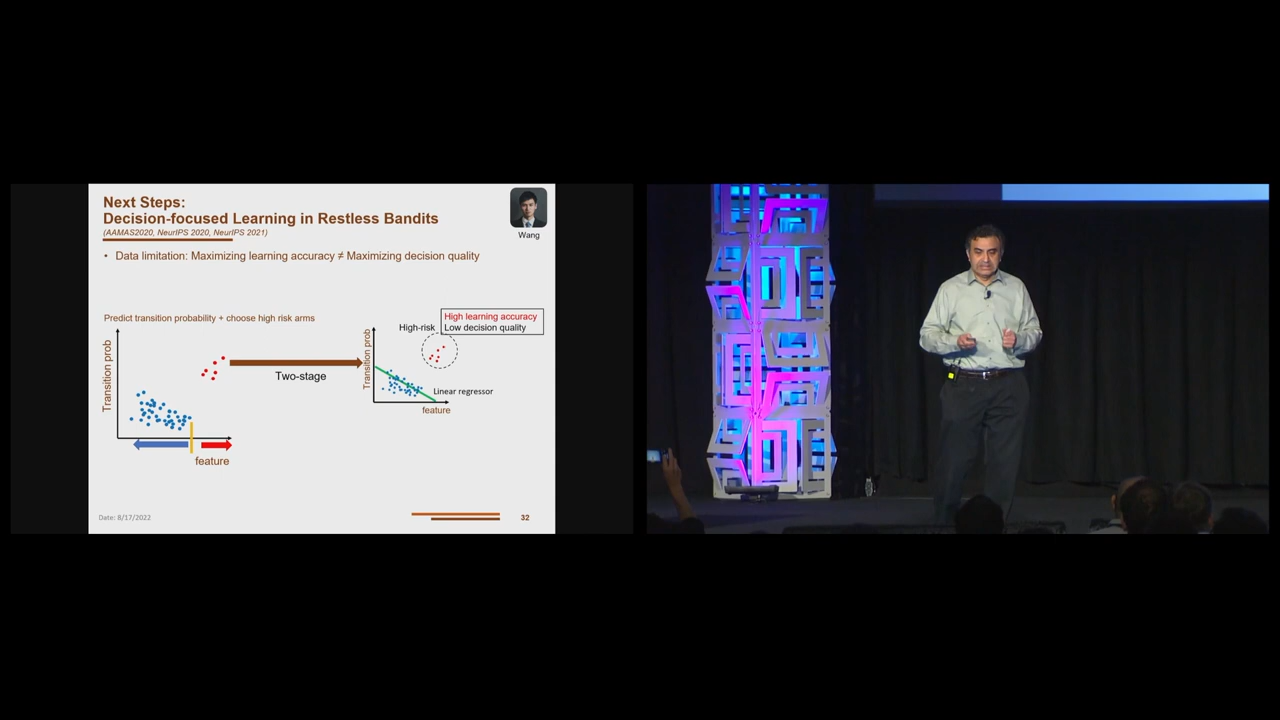 Next Steps:
Decision-focused Learning in Restless Bandits
(AAMAS2020, NeurIPS 2020, NeurIPS 2021)
Wang
• Data limitation: Maximizing learning accuracy ≠ Maximizing decision quality
Predict transition probability + choose high risk arms
Transition prob
feature
Two-stage
High-risk
High learning accuracy
Low decision quality
Transition prob
Linear regressor
feature
Date: 8/17/2022
32